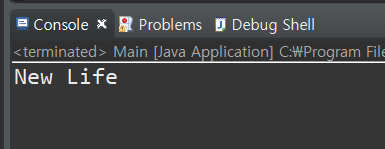 Console Problems Debug Shell
<terminated> Main [Java Application] C:₩Program File
New Life